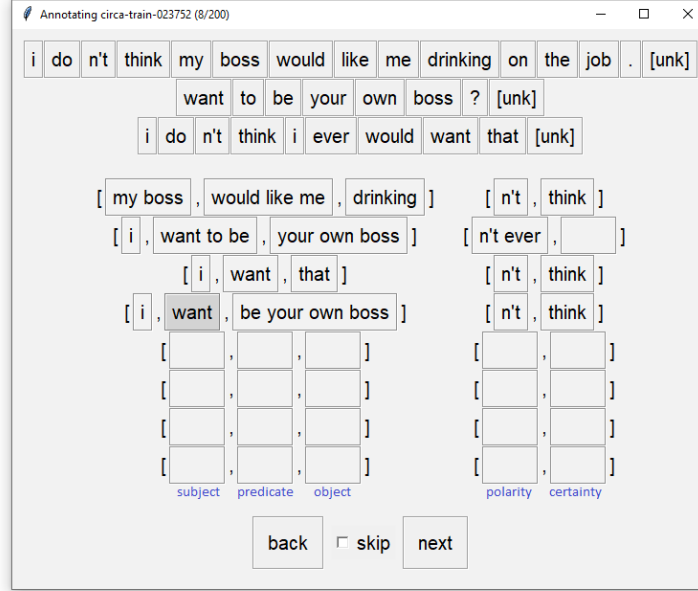 Annotating circa-train-023752 (8/200)
i do n't think my boss would like me drinking on the job . [unk]
want to be your own boss ? [unk]
i do n't think i ever would want that [unk]
[ my boss , would like me , drinking ] [ n't , think ]
[ i , want to be , your own boss ] [ n't ever , ]
[ i , want , that ] [ n't , think ]
[ i , want , be your own boss ] [ n't , think ]
[ , , ] [ , ]
[ , , ] [ , ]
[ , , ] [ , ]
[ , , ] [ , ]
subject predicate object polarity certainty
back skip next